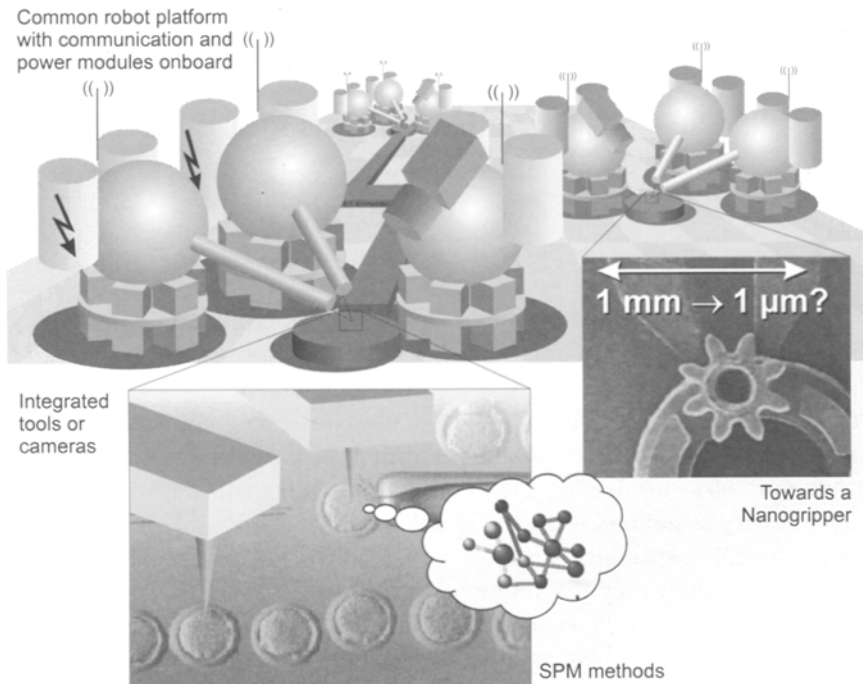 Common robot platform
with communication and
power modules onboard
1 mm → 1 µm?
Integrated
tools or
cameras
Towards a
Nanogripper
SPM methods